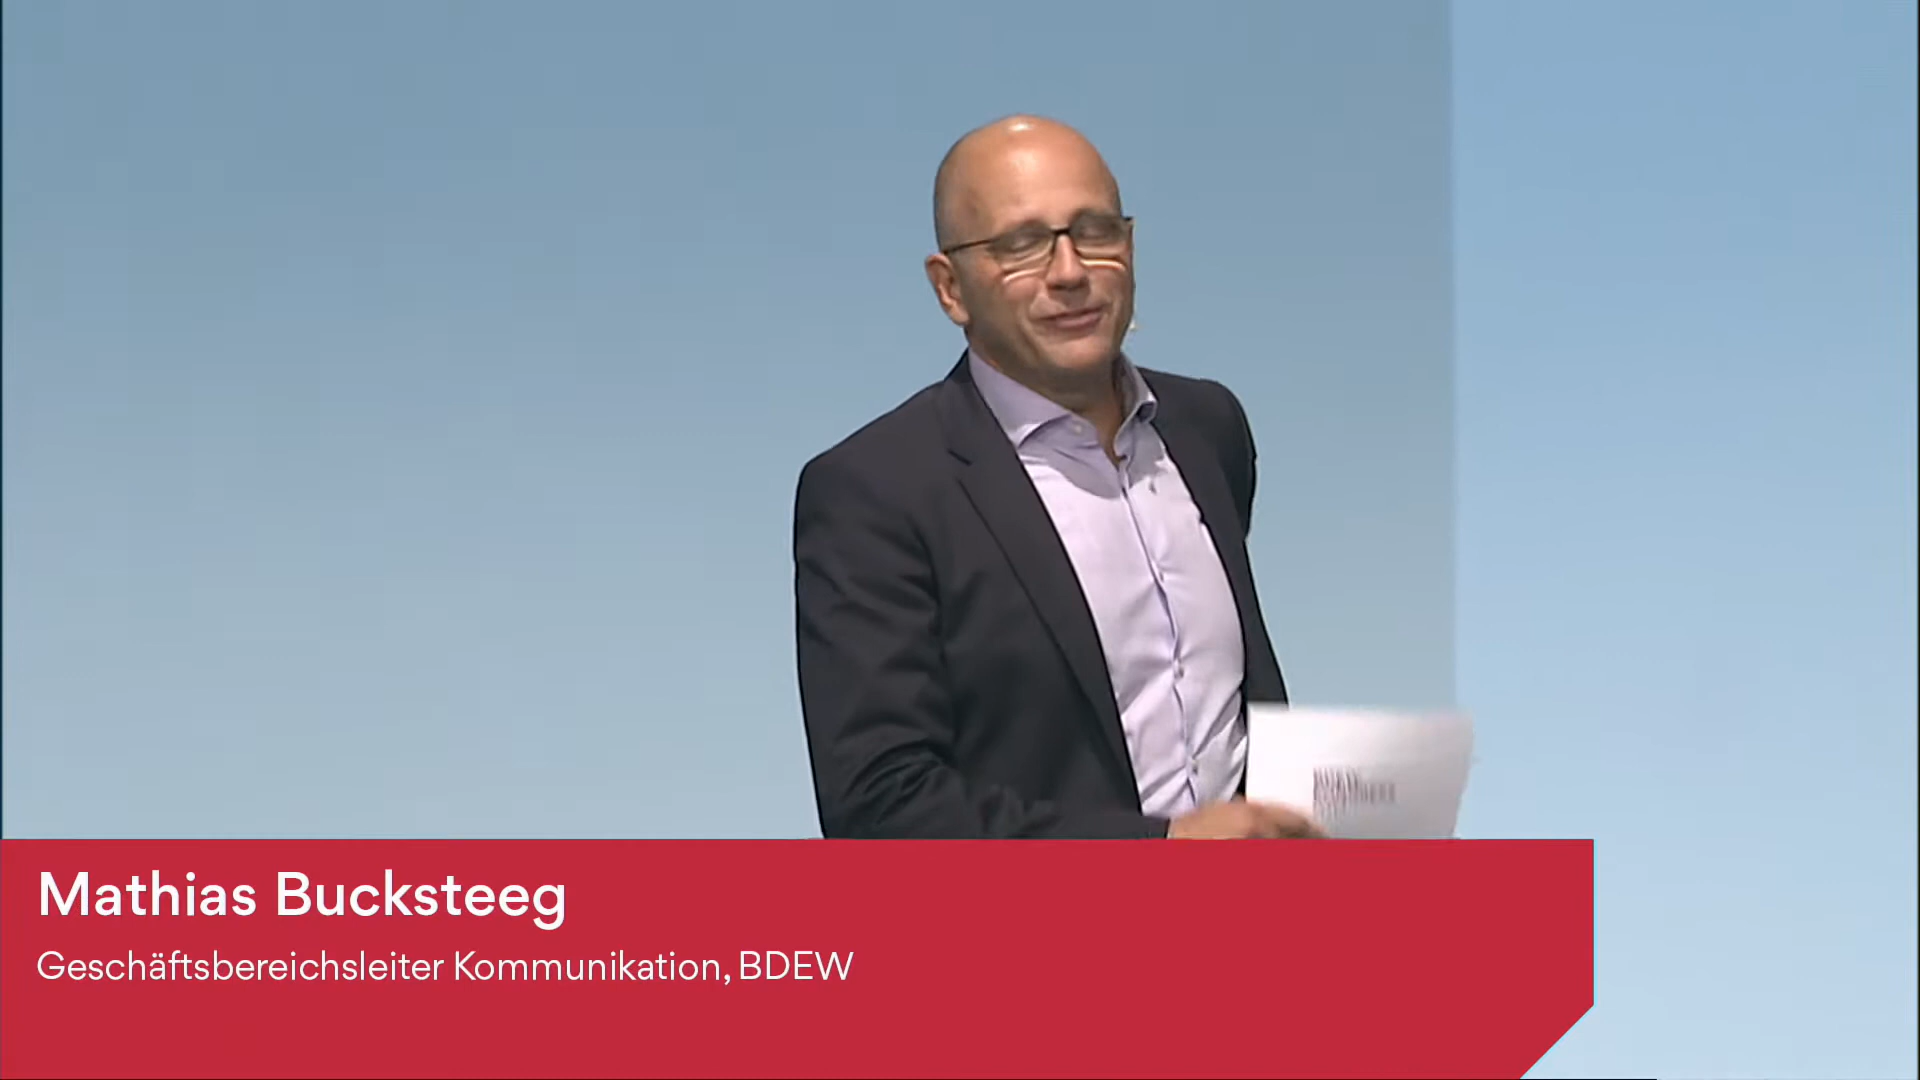 Mathias Bucksteeg
Geschäftsbereichsleiter Kommunikation, BDEW